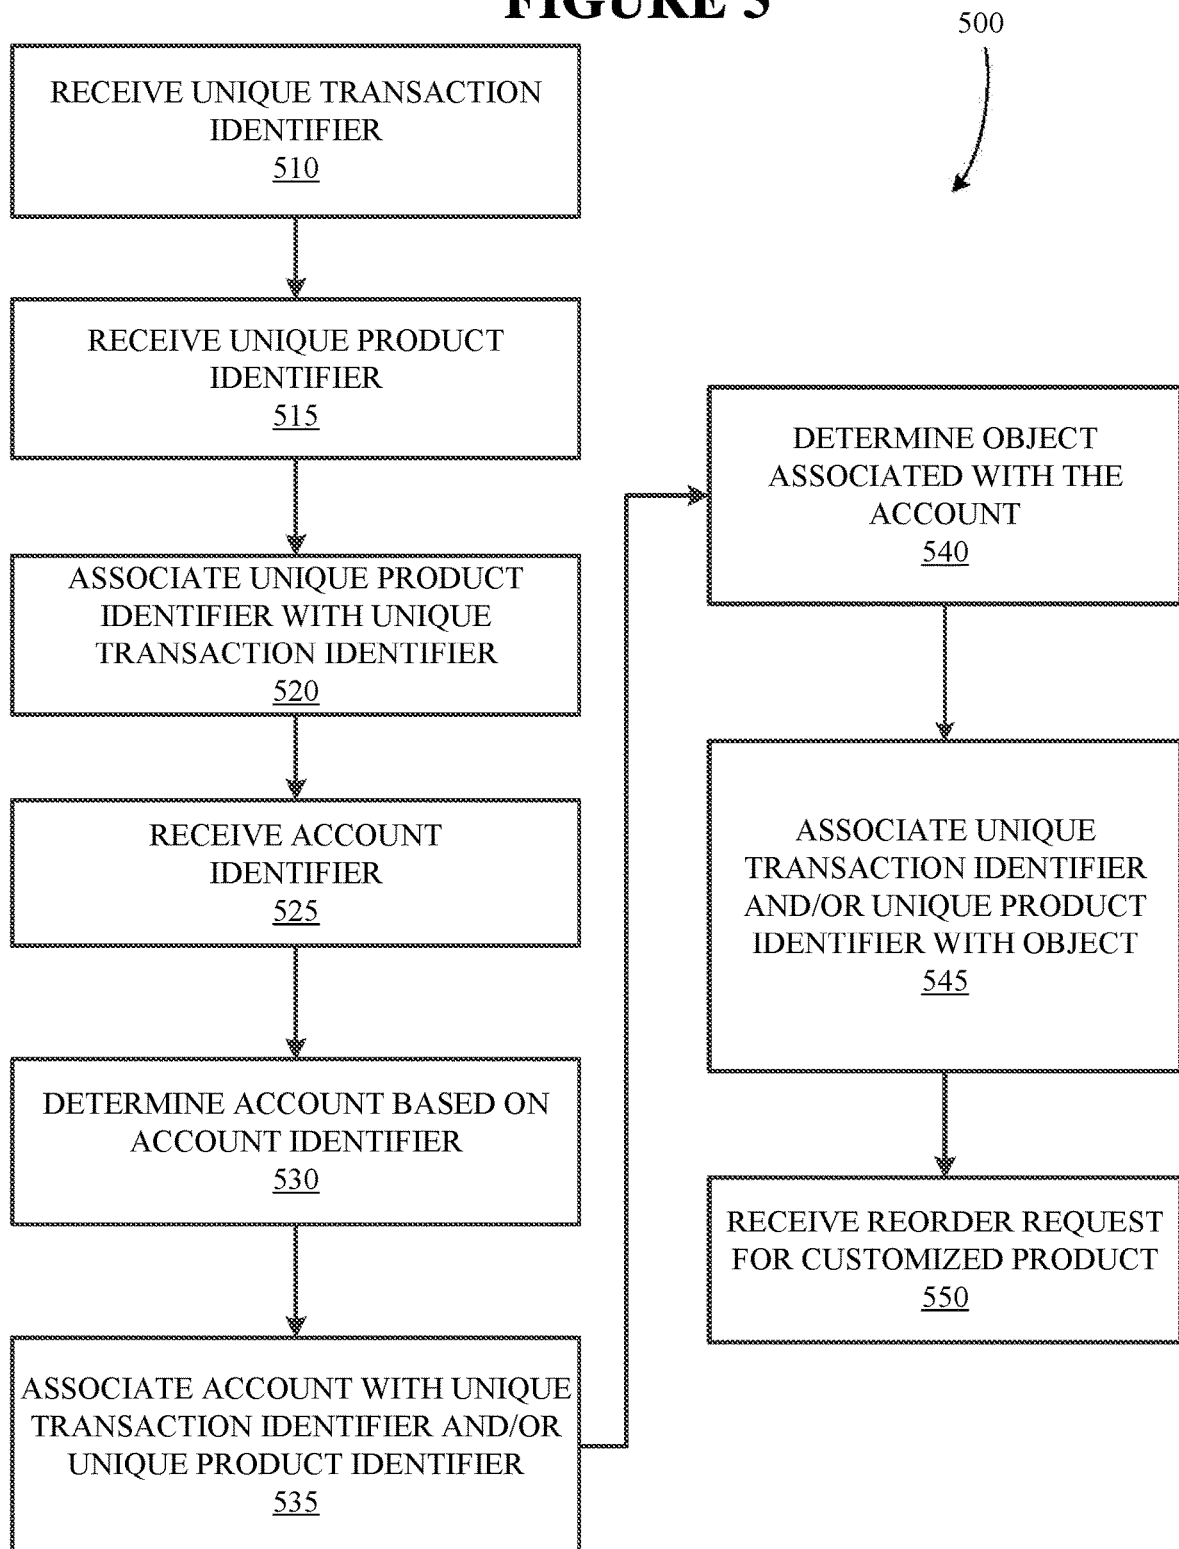 FIGURE 5
500
RECEIVE UNIQUE TRANSACTION
IDENTIFIER
510
RECEIVE UNIQUE PRODUCT
IDENTIFIER
515
ASSOCIATE UNIQUE PRODUCT
IDENTIFIER WITH UNIQUE
TRANSACTION IDENTIFIER
520
RECEIVE ACCOUNT
IDENTIFIER
525
DETERMINE ACCOUNT BASED ON
ACCOUNT IDENTIFIER
530
ASSOCIATE ACCOUNT WITH UNIQUE
TRANSACTION IDENTIFIER AND/OR
UNIQUE PRODUCT IDENTIFIER
535
DETERMINE OBJECT
ASSOCIATED WITH THE
ACCOUNT
540
ASSOCIATE UNIQUE
TRANSACTION IDENTIFIER
AND/OR UNIQUE PRODUCT
IDENTIFIER WITH OBJECT
545
RECEIVE REORDER REQUEST
FOR CUSTOMIZED PRODUCT
550